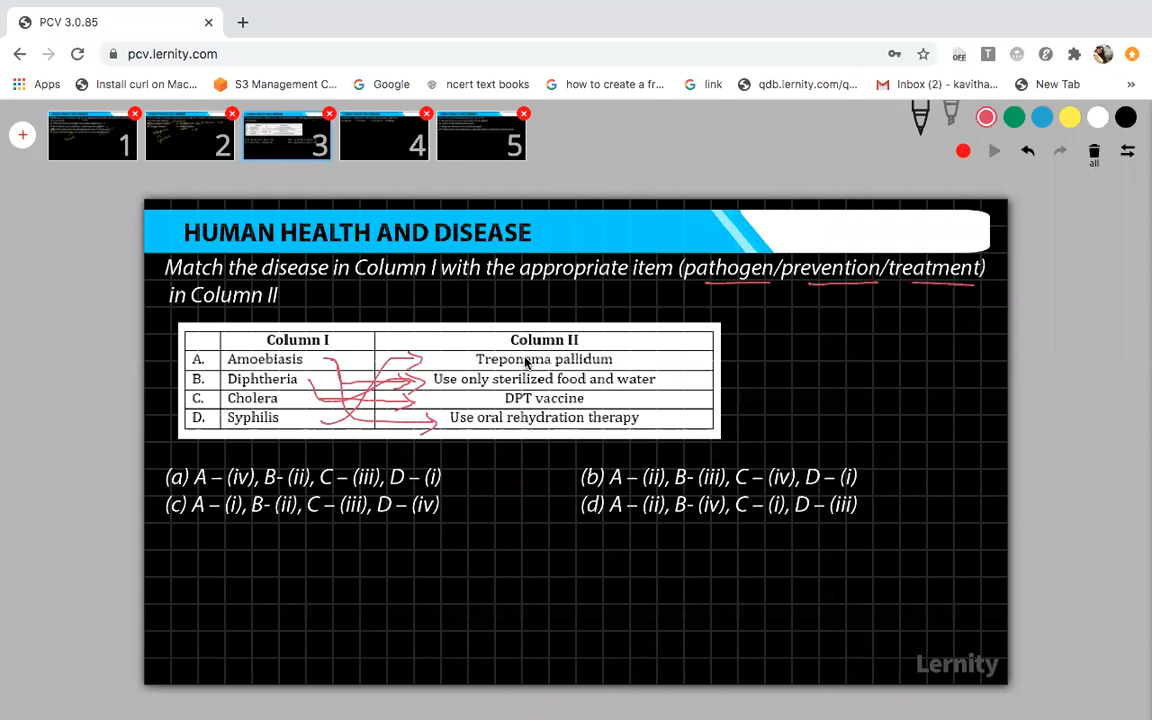 PCV 3.0.85
pcv.lernity.com
OFF T
Apps Install curl on Mac... S3 Management C... Google ncert text books how to create a fr... link qdb.lernity.com/q... Inbox (2) - kavitha... New Tab »
1 2 3 4 5
all
HUMAN HEALTH AND DISEASE
Match the disease in Column I with the appropriate item (pathogen/prevention/treatment)
in Column II
Column I Column II
A. Amoebiasis Treponema pallidum
B. Diphtheria Use only sterilized food and water
C. Cholera DPT vaccine
D. Syphilis Use oral rehydration therapy
(a) A – (iv), B- (ii), C – (iii), D – (i) (b) A – (ii), B- (iii), C – (iv), D – (i)
(c) A – (i), B- (ii), C – (iii), D – (iv) (d) A – (ii), B- (iv), C – (i), D – (iii)
Lernity